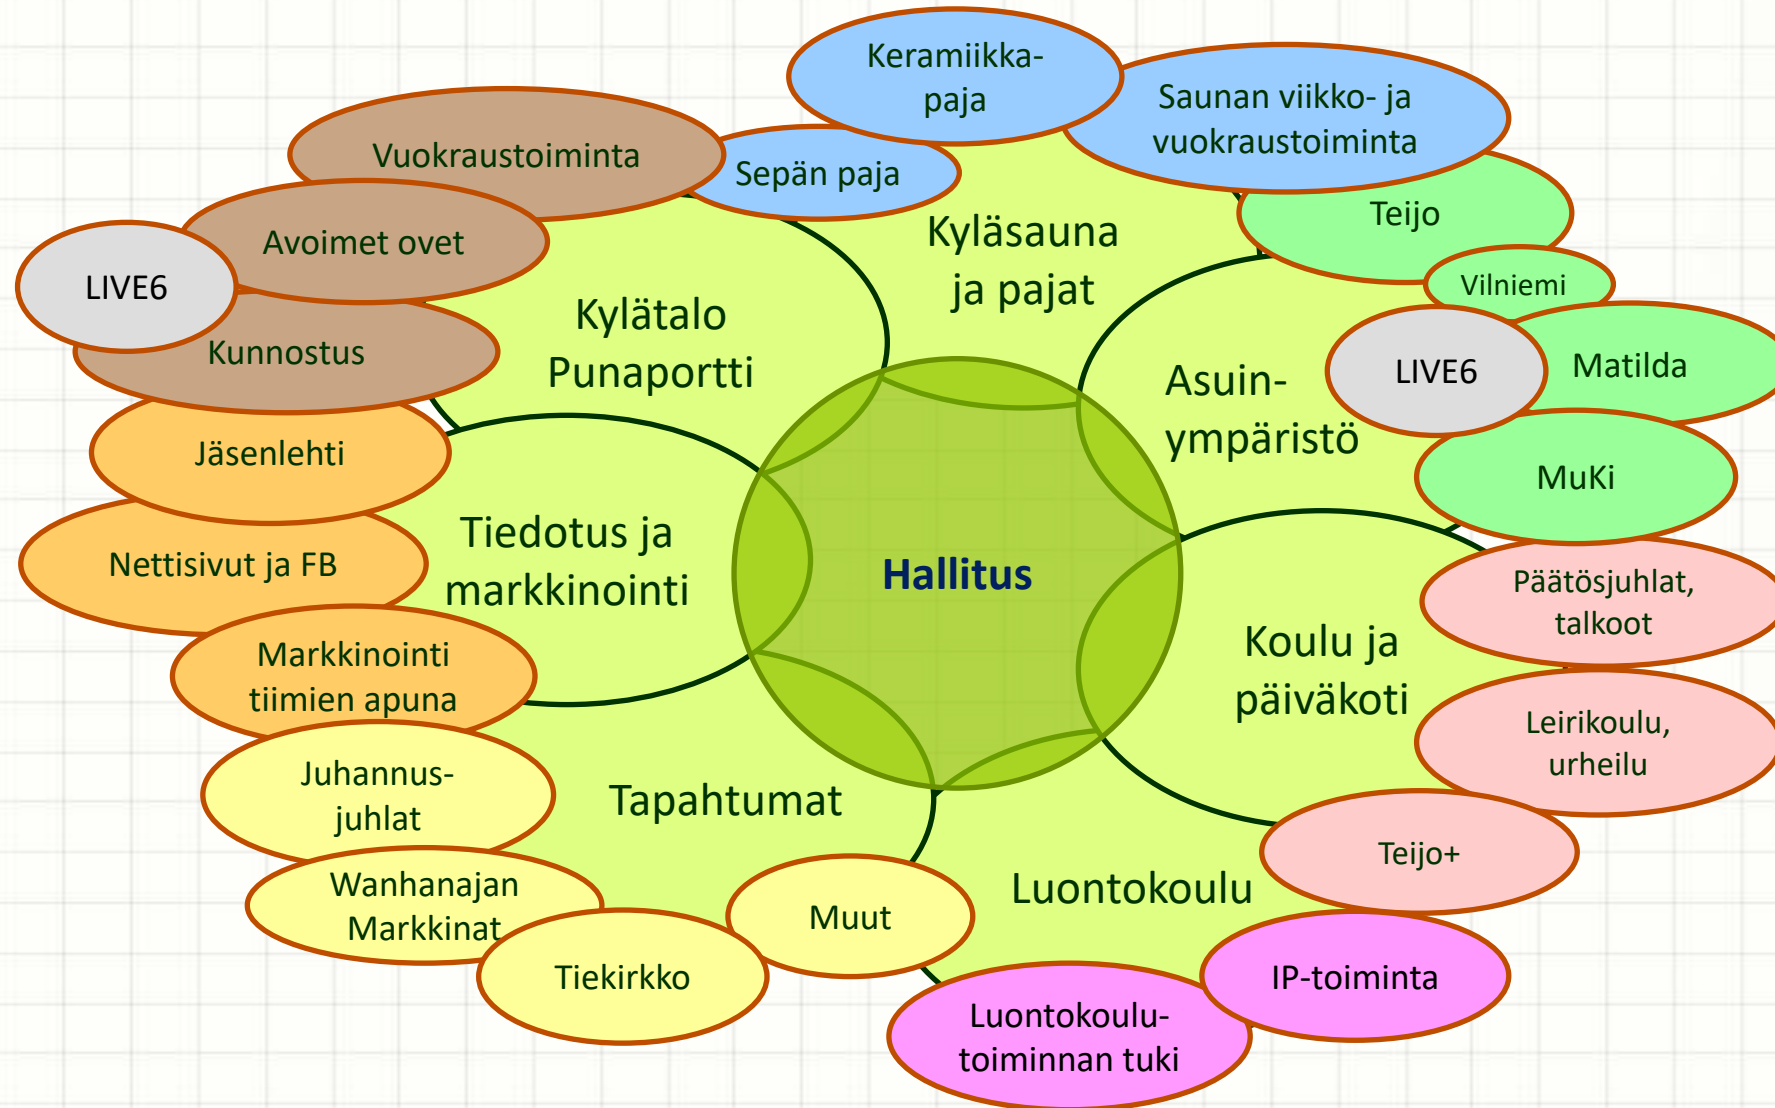 Keramiikka-
paja
Saunan viikko- ja
vuokraustoiminta
Vuokraustoiminta
Sepän paja
Avoimet ovet
LIVE6
Kunnostus
Kyläsauna
ja pajat
Teijo
Vilniemi
LIVE6
Matilda
MuKi
Kylätalo
Punaportti
Asuin-
ympäristö
Jäsenlehti
Nettisivut ja FB
Markkinointi
tiimien apuna
Tiedotus ja
markkinointi
Hallitus
Koulu ja
päiväkoti
Päätösjuhlat,
talkoot
Leirikoulu,
urheilu
Teijo+
Juhannus-
juhlat
Wanhanajan
Markkinat
Tiekirkko
Muut
Tapahtumat
Luontokoulu
IP-toiminta
Luontokoulu-
toiminnan tuki